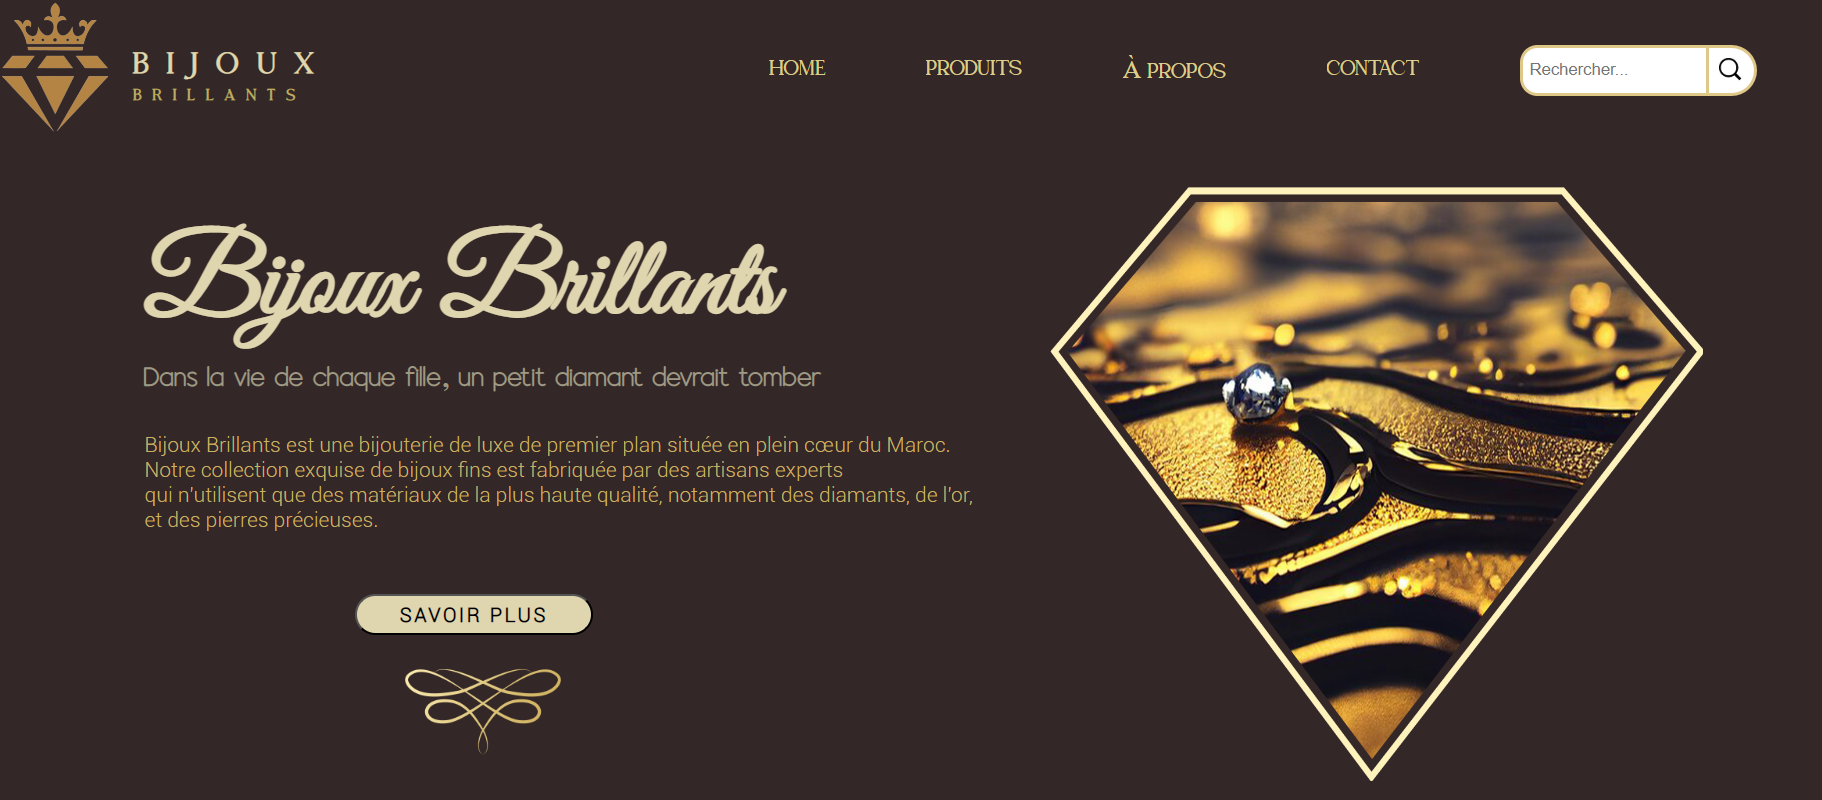 BIJOUX
BRILLANTS
HOME
PRODUITS
À PROPOS
CONTACT
Rechercher...
Bijoux Brillants
Dans la vie de chaque fille, un petit diamant devrait tomber
Bijoux Brillants est une bijouterie de luxe de premier plan située en plein cœur du Maroc.
Notre collection exquise de bijoux fins est fabriquée par des artisans experts
qui n'utilisent que des matériaux de la plus haute qualité, notamment des diamants, de l'or,
et des pierres précieuses.
SAVOIR PLUS